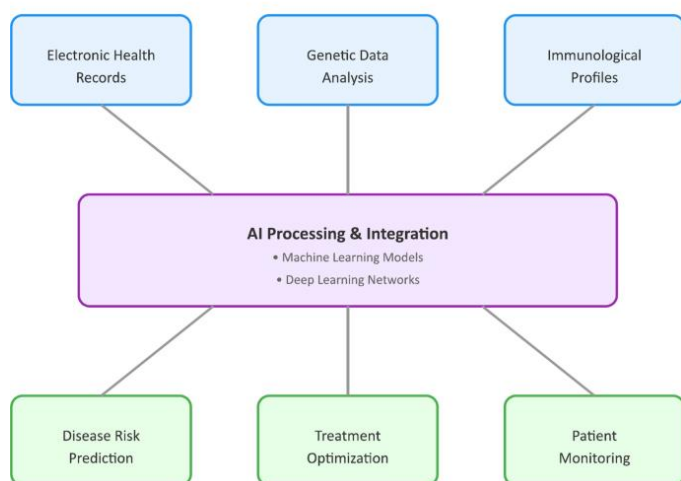 Electronic Health
Records
Genetic Data
Analysis
Immunological
Profiles
AI Processing & Integration
• Machine Learning Models
• Deep Learning Networks
Disease Risk
Prediction
Treatment
Optimization
Patient
Monitoring